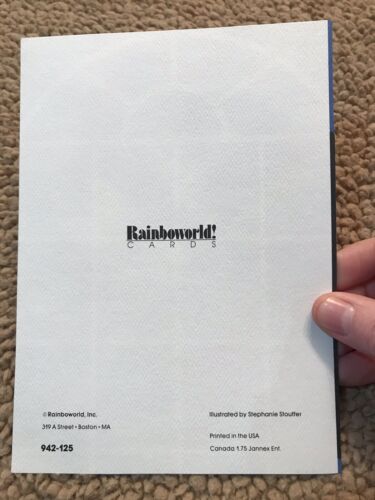 Rainboworld!
CARDS
© Rainboworld, Inc.
319 A Street • Boston • MA
942-125
Illustrated by Stephanie Stouffer
Printed in the USA
Canada 1.75 Jannex Ent.